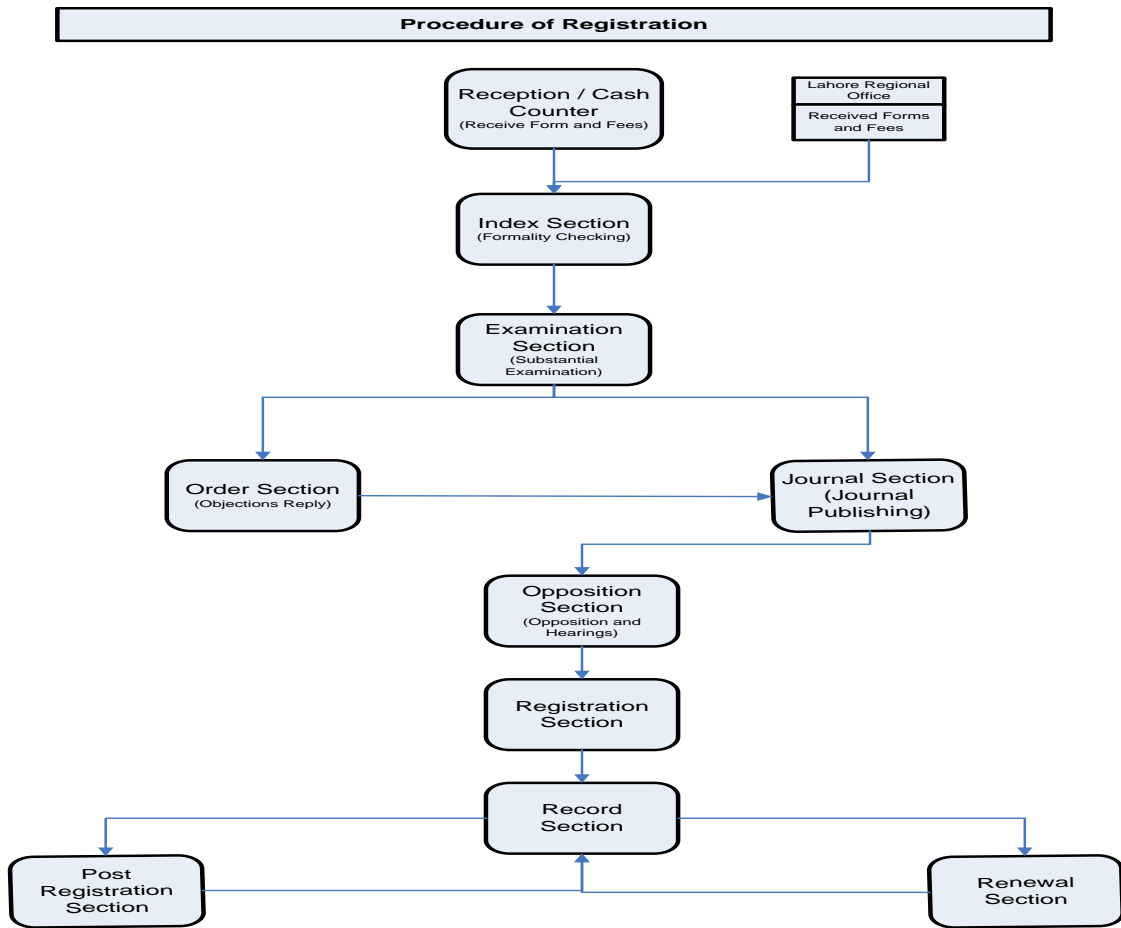 Procedure of Registration
Reception / Cash
Counter
(Receive Form and Fees)
Lahore Regional
Office
Received Forms
and Fees
Index Section
(Formality Checking)
Examination
Section
(Substantial
Examination)
Order Section
(Objections Reply)
Journal Section
(Journal
Publishing)
Opposition
Section
(Opposition and
Hearings)
Registration
Section
Record
Section
Post
Registration
Section
Renewal
Section